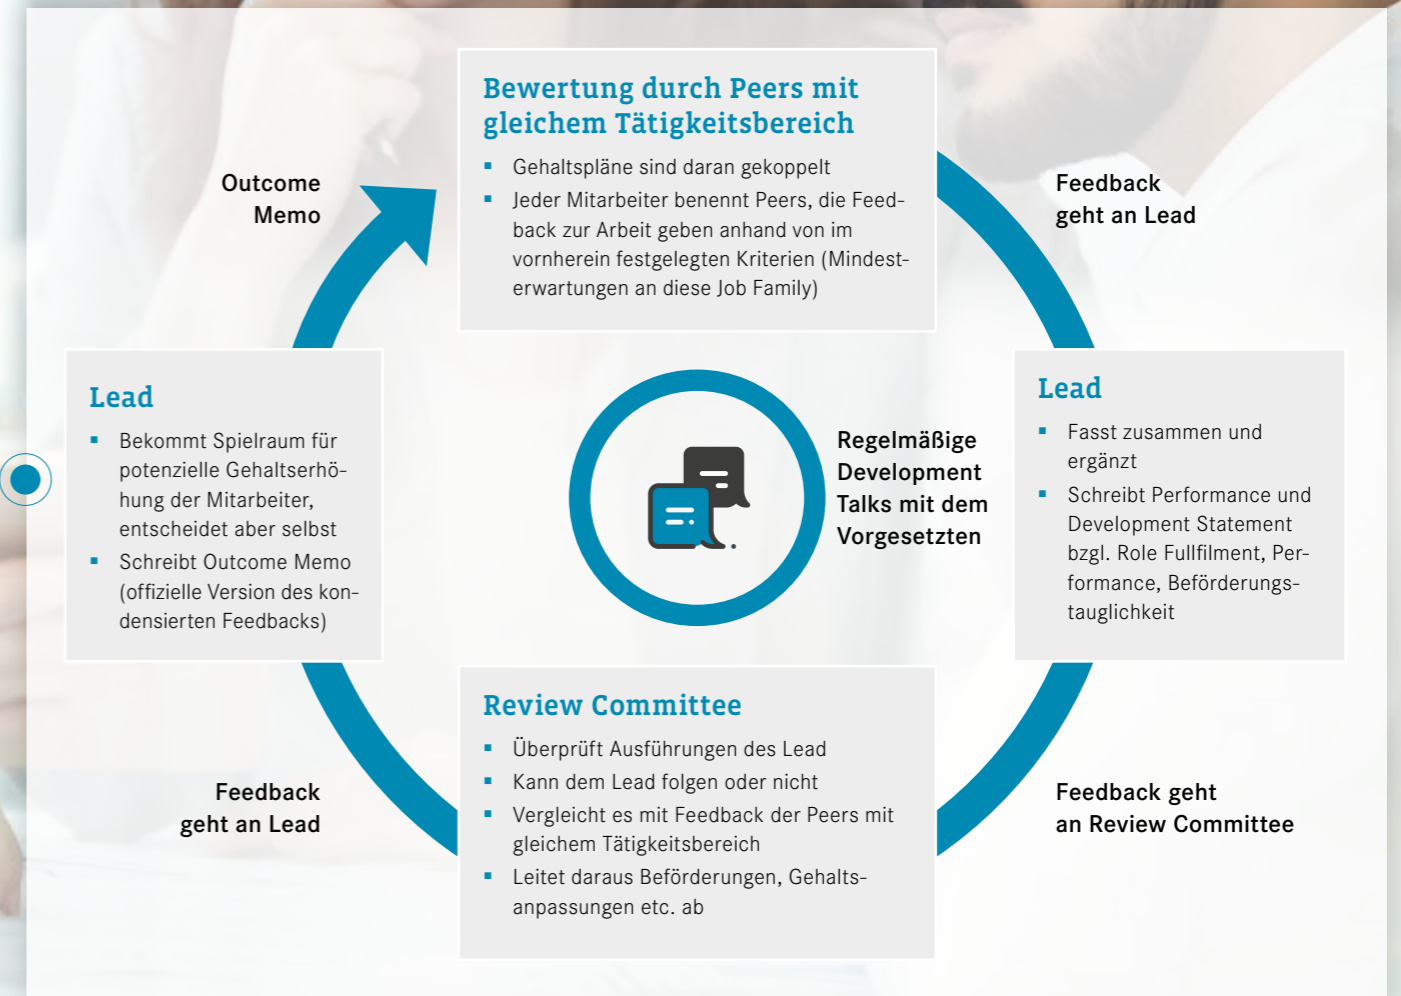 Bewertung durch Peers mit
gleichem Tätigkeitsbereich
▪ Gehaltspläne sind daran gekoppelt
▪ Jeder Mitarbeiter benennt Peers, die Feed-
back zur Arbeit geben anhand von im
vornherein festgelegten Kriterien (Mindest-
erwartungen an diese Job Family)
Feedback
geht an Lead
Lead
▪ Fasst zusammen und
ergänzt
▪ Schreibt Performance und
Development Statement
bzgl. Role Fullfilment, Per-
formance, Beförderungs-
tauglichkeit
Feedback geht
an Review Committee
Review Committee
▪ Überprüft Ausführungen des Lead
▪ Kann dem Lead folgen oder nicht
▪ Vergleicht es mit Feedback der Peers mit
gleichem Tätigkeitsbereich
▪ Leitet daraus Beförderungen, Gehalts-
anpassungen etc. ab
Feedback
geht an Lead
Lead
▪ Bekommt Spielraum für
potenzielle Gehaltserhö-
hung der Mitarbeiter,
entscheidet aber selbst
▪ Schreibt Outcome Memo
(offizielle Version des kon-
densierten Feedbacks)
Outcome
Memo
Regelmäßige
Development
Talks mit dem
Vorgesetzten